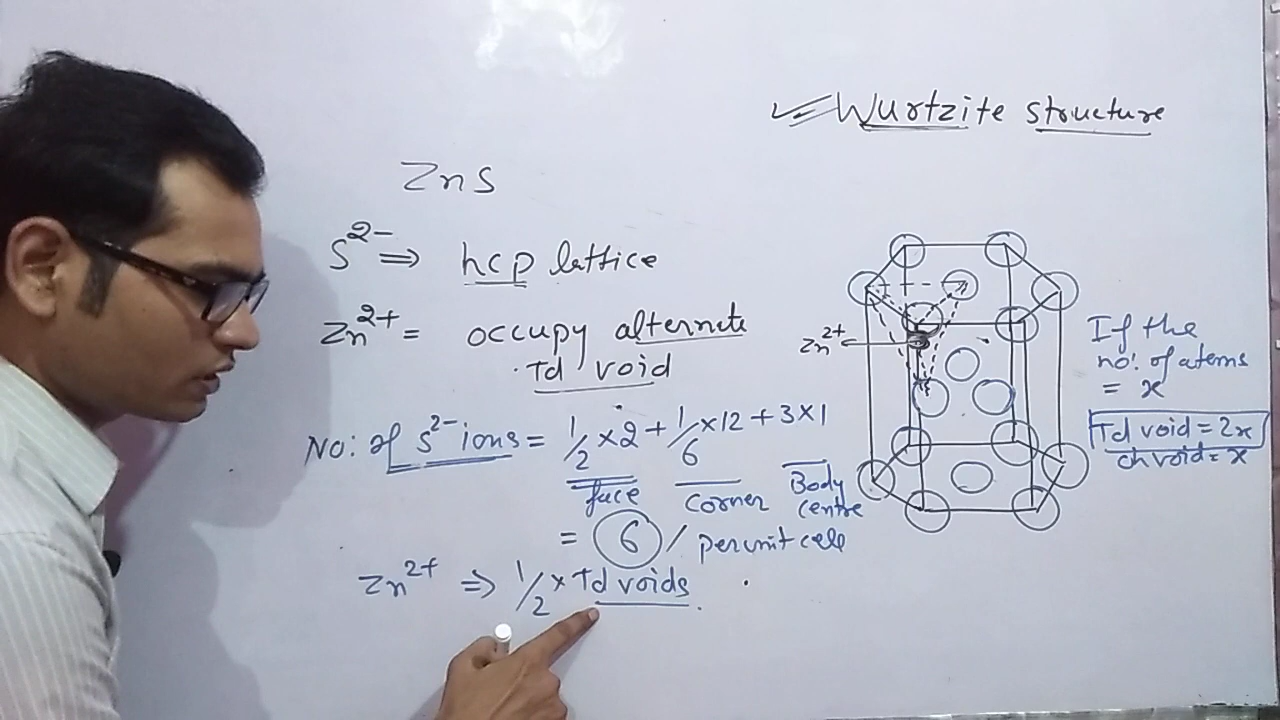 Wurtzite structure
ZnS
S²⁻ ⇒ hcp lattice
Zn²⁺ = occupy alternate
Td void
No: of S²⁻ ions = 1/2 × 2 + 1/6 × 12 + 3 × 1
face corner Body centre
= 6 / per unit cell
Zn²⁺ ⇒ 1/2 × Td voids.
Zn²⁺
If the
no: of atoms
= x
Td void = 2x
oh void = x